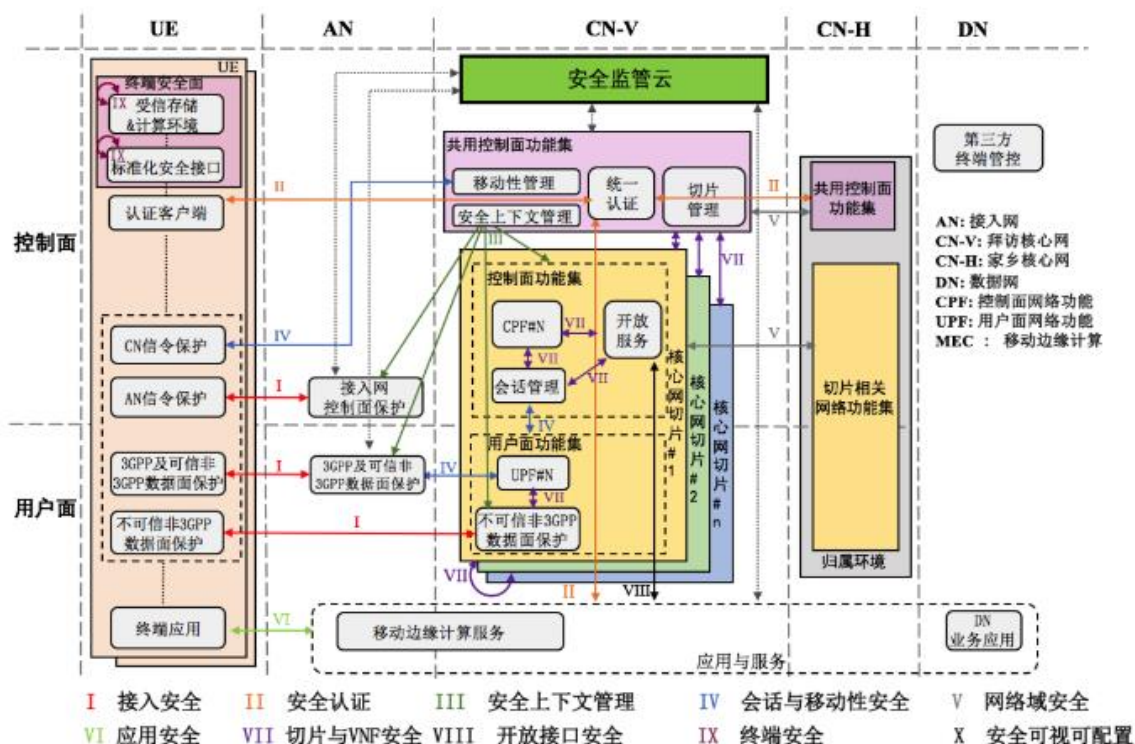 UE AN CN-V CN-H DN
UE
终端安全面
IX
受信存储
&计算环境
IX
标准化安全接口
认证客户端
控制面
CN信令保护
AN信令保护
用户面
3GPP及可信非
3GPP数据面保护
不可信非3GPP
数据面保护
终端应用
II
IV
I
I
I
VI
接入网
控制面保护
3GPP及可信非
3GPP数据面保护
IV
安全监管云
共用控制面功能集
移动性管理
安全上下文管理
统一
认证
切片
管理
III
VII
控制面功能集
CPF#N
VII
开放
服务
VII
VII
会话管理
IV
用户面功能集
UPF#N
VII
不可信非3GPP
数据面保护
核心网切片#1
核心网切片#2
核心网切片#n
VII
II
VIII
II
V
V
共用控制面
功能集
切片相关
网络功能集
归属环境
第三方
终端管控
AN: 接入网
CN-V: 拜访核心网
CN-H: 家乡核心网
DN: 数据网
CPF: 控制面网络功能
UPF: 用户面网络功能
MEC : 移动边缘计算
移动边缘计算服务
应用与服务
DN
业务应用
I 接入安全 II 安全认证 III 安全上下文管理 IV 会话与移动性安全 V 网络域安全
VI 应用安全 VII 切片与VNF安全 VIII 开放接口安全 IX 终端安全 X 安全可视可配置